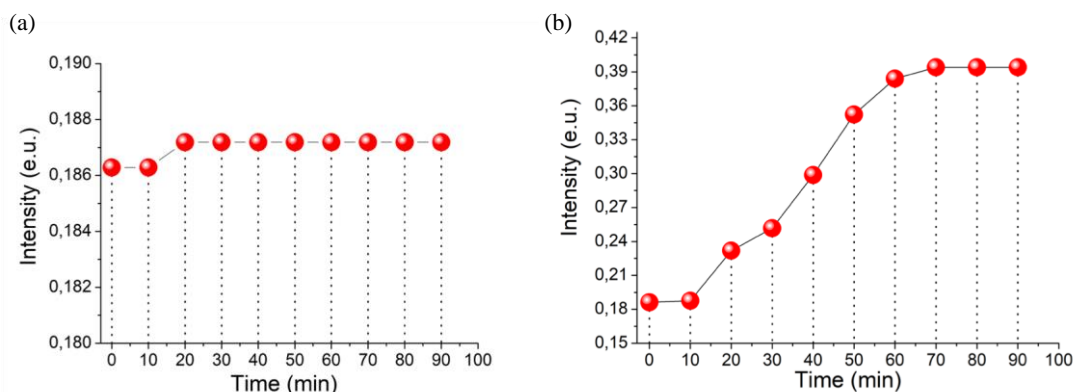 (a)
Intensity (e.u.)
0,190
0,188
0,186
0,184
0,182
0,180
0 10 20 30 40 50 60 70 80 90 100
Time (min)
(b)
Intensity (e.u.)
0,42
0,39
0,36
0,33
0,30
0,27
0,24
0,21
0,18
0,15
0 10 20 30 40 50 60 70 80 90 100
Time (min)